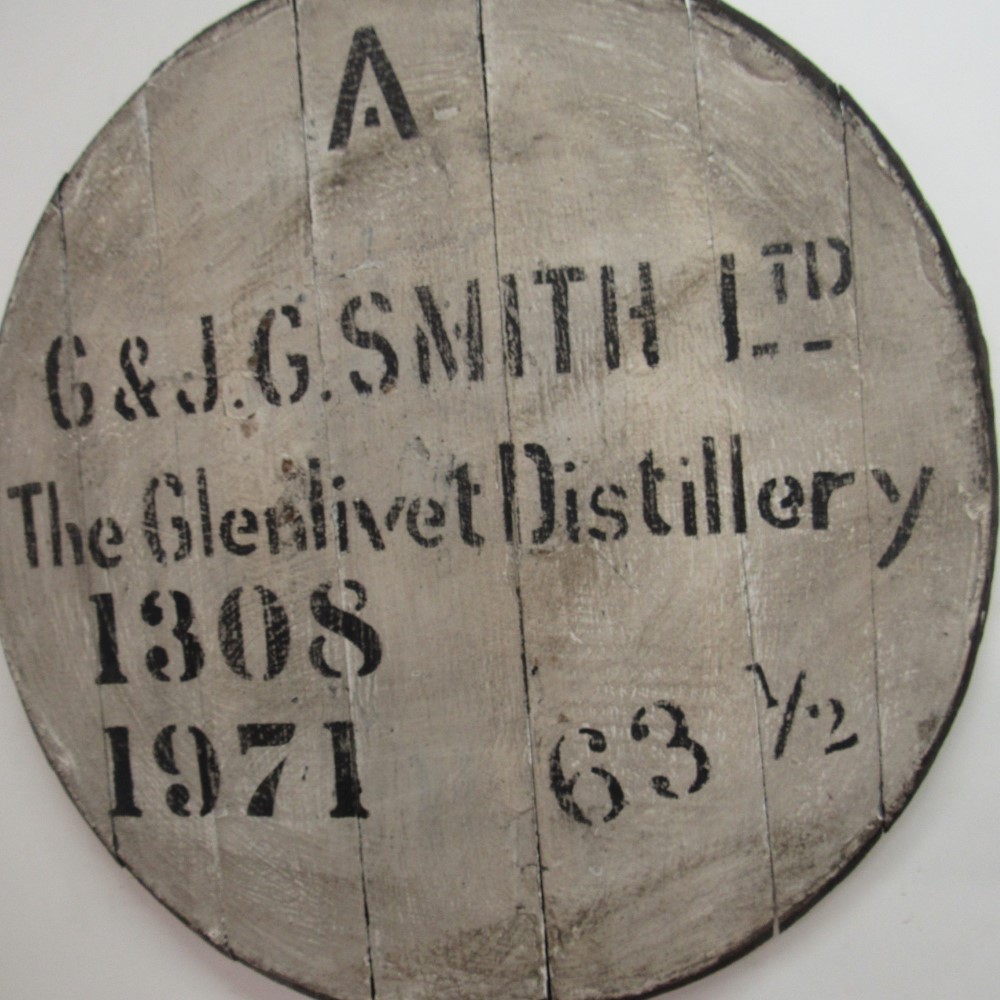 A
G & J.G. SMITH LTD
The Glenlivet Distillery
1308
1971 63 1/2